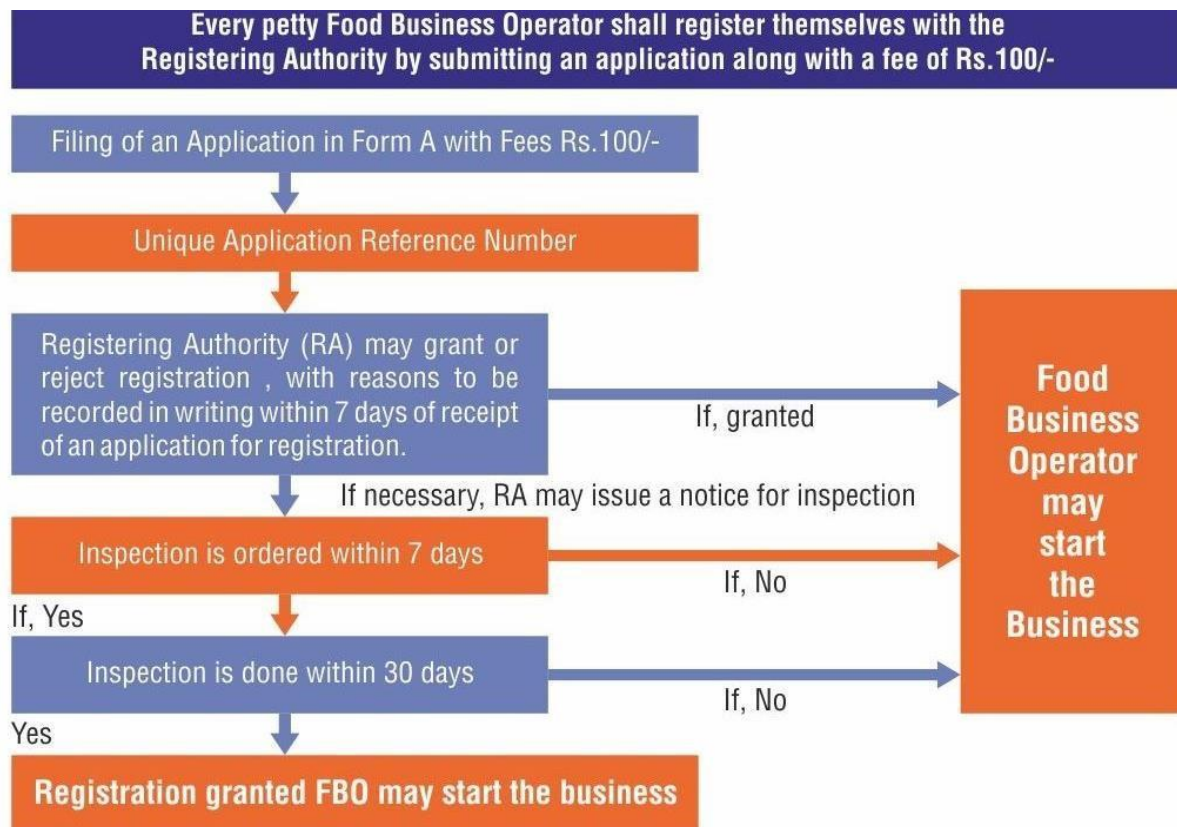 Every petty Food Business Operator shall register themselves with the
Registering Authority by submitting an application along with a fee of Rs.100/-
Filing of an Application in Form A with Fees Rs.100/-
Unique Application Reference Number
Registering Authority (RA) may grant or
reject registration , with reasons to be
recorded in writing within 7 days of receipt
of an application for registration.
If, granted
If necessary, RA may issue a notice for inspection
Inspection is ordered within 7 days
If, No
If, Yes
Inspection is done within 30 days
If, No
Yes
Registration granted FBO may start the business
Food
Business
Operator
may
start
the
Business